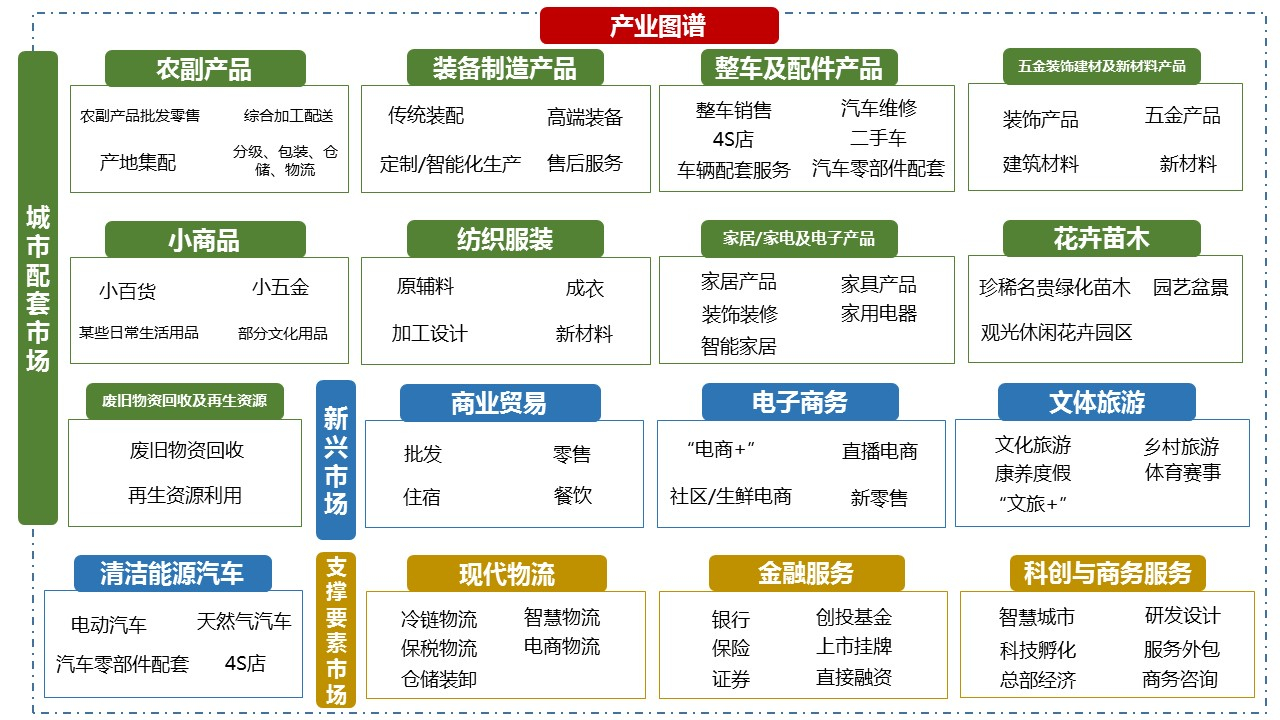 产业图谱
城市配套市场
农副产品
农副产品批发零售
综合加工配送
产地集配
分级、包装、仓
储、物流
装备制造产品
传统装配
高端装备
定制/智能化生产
售后服务
整车及配件产品
整车销售
汽车维修
4S店
二手车
车辆配套服务
汽车零部件配套
五金装饰建材及新材料产品
装饰产品
五金产品
建筑材料
新材料
小商品
小百货
小五金
某些日常生活用品
部分文化用品
纺织服装
原辅料
成衣
加工设计
新材料
家居/家电及电子产品
家居产品
家具产品
装饰装修
家用电器
智能家居
花卉苗木
珍稀名贵绿化苗木
园艺盆景
观光休闲花卉园区
废旧物资回收及再生资源
废旧物资回收
再生资源利用
新兴市场
商业贸易
批发
零售
住宿
餐饮
电子商务
“电商+”
直播电商
社区/生鲜电商
新零售
文体旅游
文化旅游
乡村旅游
康养度假
体育赛事
“文旅+”
清洁能源汽车
电动汽车
天然气汽车
汽车零部件配套
4S店
支撑要素市场
现代物流
冷链物流
智慧物流
保税物流
电商物流
仓储装卸
金融服务
银行
创投基金
保险
上市挂牌
证券
直接融资
科创与商务服务
智慧城市
研发设计
科技孵化
服务外包
总部经济
商务咨询